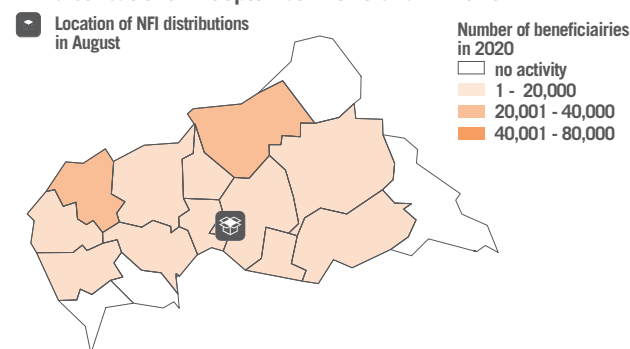 Location of NFI distributions
in August
Number of beneficiairies
in 2020
no activity
1 - 20,000
20,001 - 40,000
40,001 - 80,000